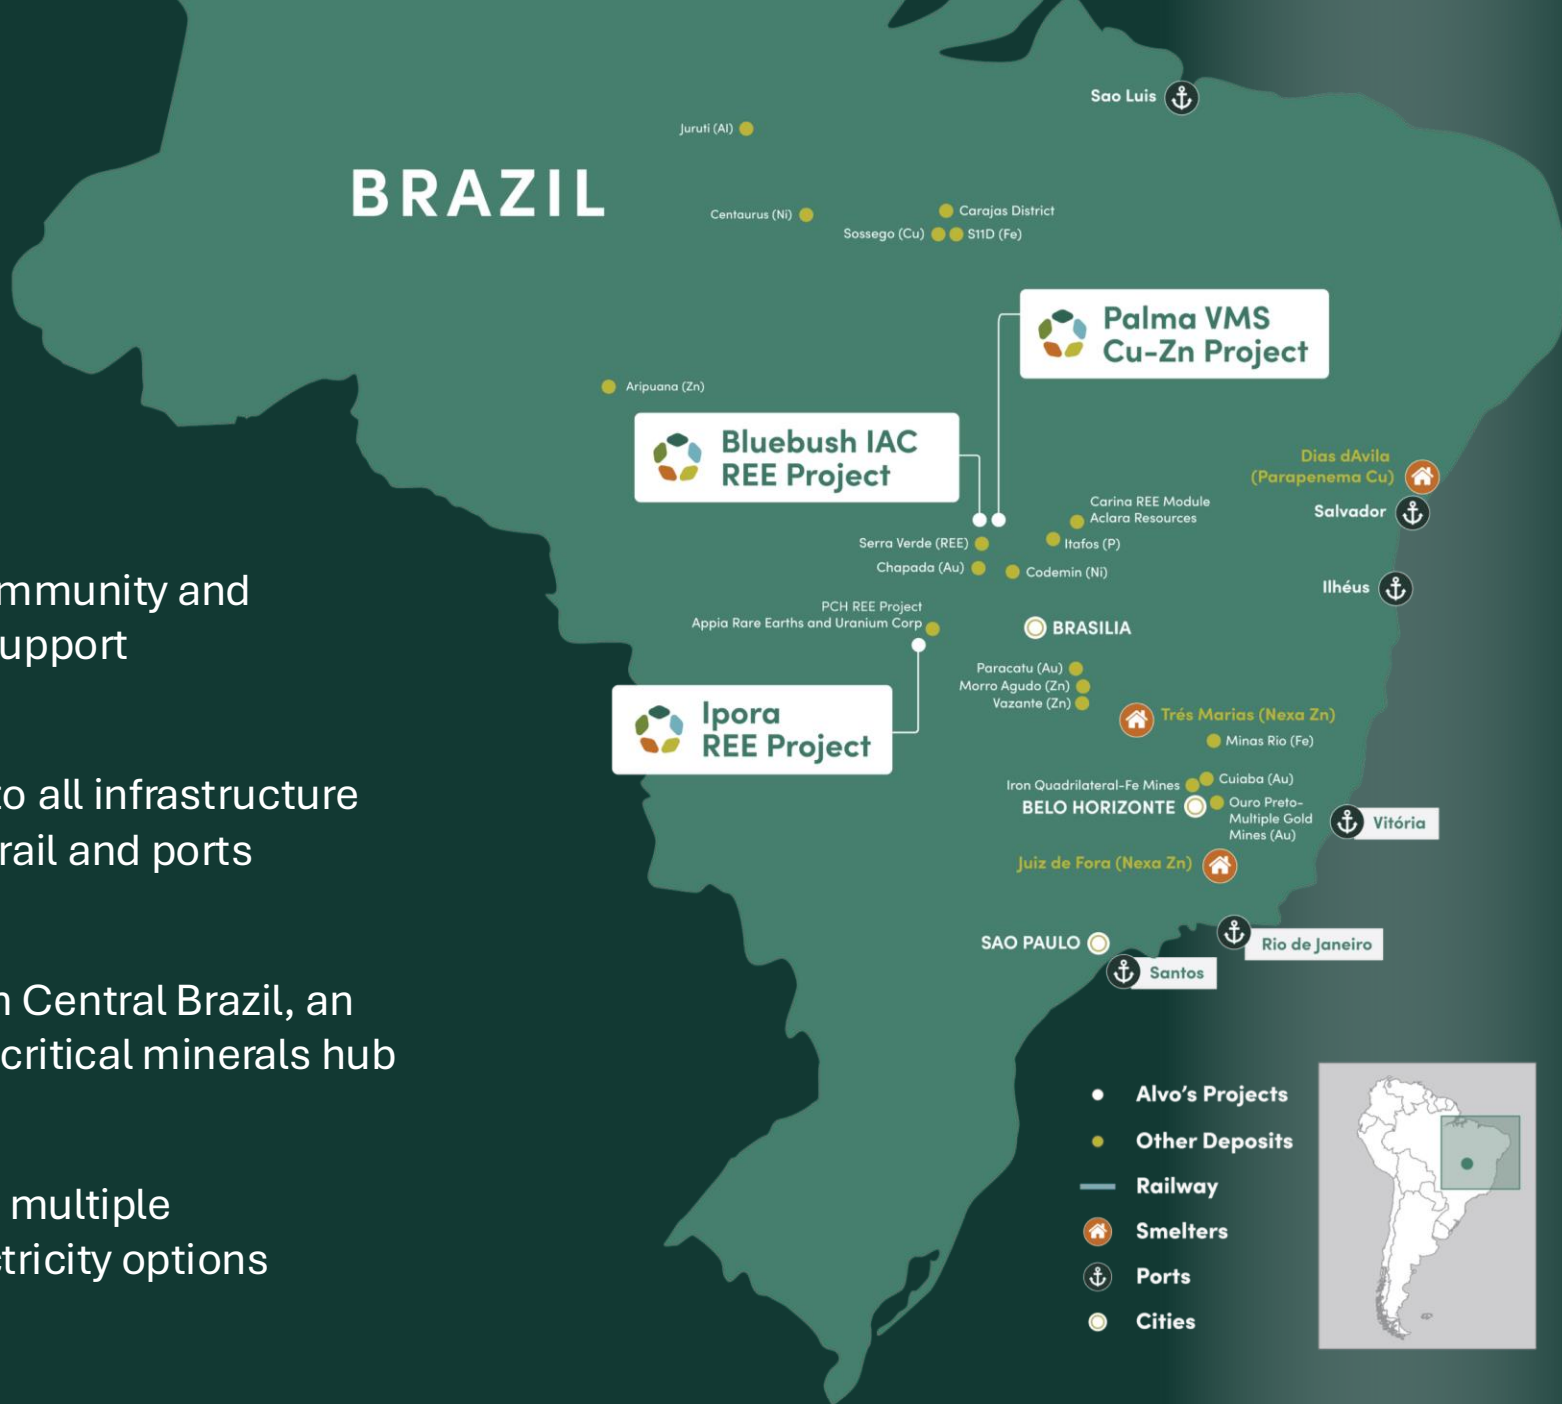 Sao Luis
Juruti (Al)
BRAZIL
Centaurus (Ni)
Carajas District
Sossego (Cu)
S11D (Fe)
Palma VMS
Cu-Zn Project
Aripuana (Zn)
Bluebush IAC
REE Project
Dias dAvila
(Parapenema Cu)
Carina REE Module
Aclara Resources
Salvador
Serra Verde (REE)
Itafos (P)
Chapada (Au)
Codemin (Ni)
Ilhéus
mmunity and
upport
PCH REE Project
Appia Rare Earths and Uranium Corp
BRASILIA
Paracatu (Au)
Morro Agudo (Zn)
Vazante (Zn)
Ipora
REE Project
Trés Marias (Nexa Zn)
Minas Rio (Fe)
to all infrastructure
rail and ports
Iron Quadrilateral-Fe Mines
Cuiaba (Au)
BELO HORIZONTE
Ouro Preto-
Multiple Gold
Mines (Au)
Vitória
Juiz de Fora (Nexa Zn)
SAO PAULO
Rio de Janeiro
Santos
n Central Brazil, an
critical minerals hub
Alvo's Projects
Other Deposits
Railway
Smelters
Ports
Cities
multiple
ctricity options